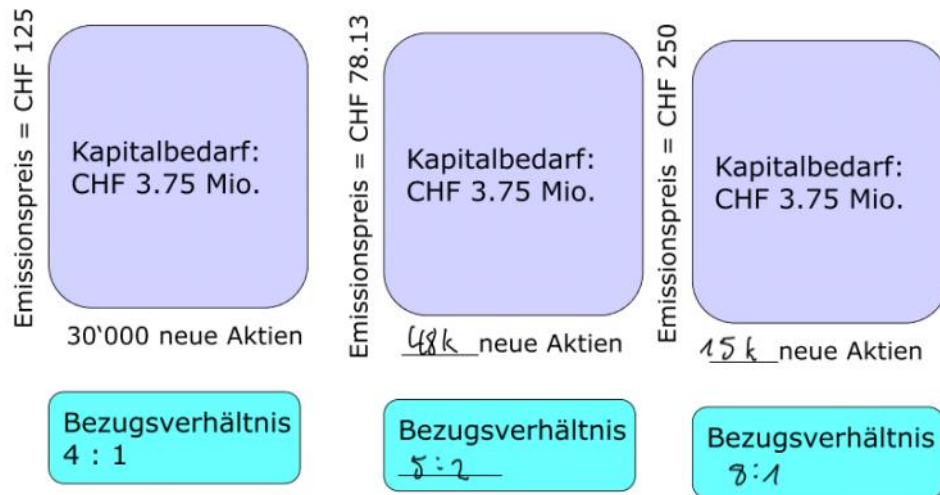 Emissionspreis = CHF 125
Kapitalbedarf:
CHF 3.75 Mio.
30‘000 neue Aktien
Bezugsverhältnis
4 : 1
Emissionspreis = CHF 78.13
Kapitalbedarf:
CHF 3.75 Mio.
48k neue Aktien
Bezugsverhältnis
5:2
Emissionspreis = CHF 250
Kapitalbedarf:
CHF 3.75 Mio.
15k neue Aktien
Bezugsverhältnis
8:1